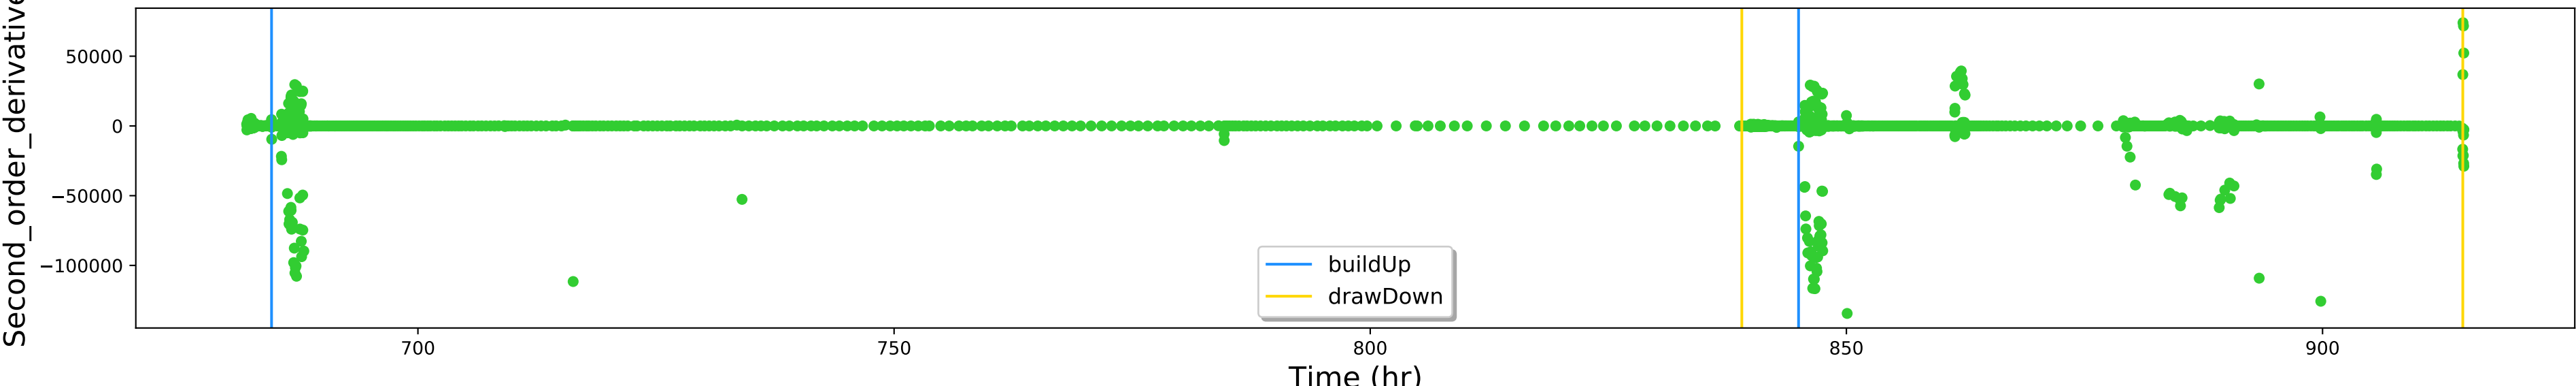 Second_order_derivative
50000
0
−50000
−100000
buildUp
drawDown
700
750
800
850
900
Time (hr)